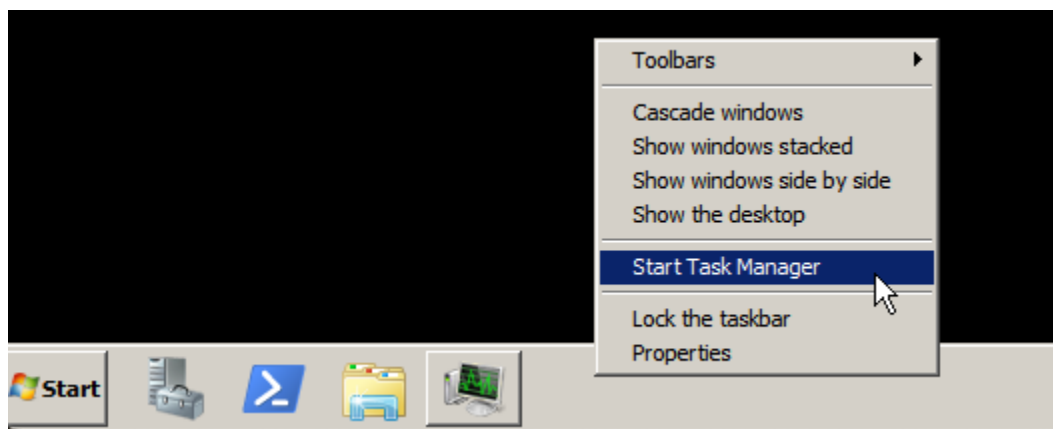 Toolbars
Cascade windows
Show windows stacked
Show windows side by side
Show the desktop
Start Task Manager
Lock the taskbar
Properties
Start